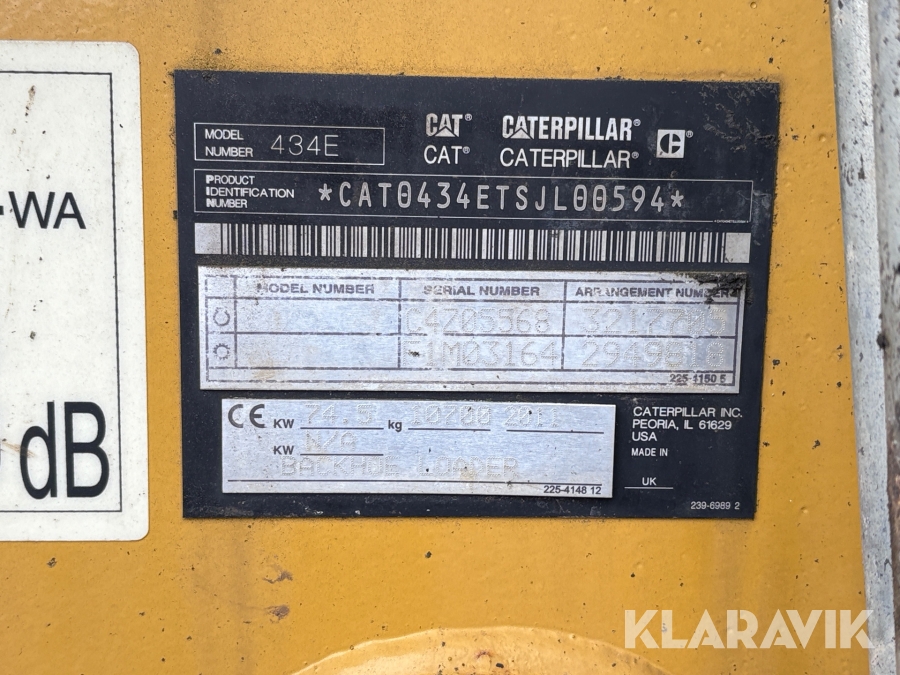 -WA
dB
MODEL NUMBER 434E
CAT® CATERPILLAR®
CAT® CATERPILLAR®
PRODUCT IDENTIFICATION NUMBER *CAT0434ETSJL00594*
MODEL NUMBER SERIAL NUMBER ARRANGEMENT NUMBER
C4Z05568
51M03164
225-1150 5
CE KW 74.5 kg 10700 2011
KW N/A
BACKHOE LOADER
225-4148 12
CATERPILLAR INC.
PEORIA, IL 61629
USA
MADE IN
UK
239-6989 2
KLARAVIK